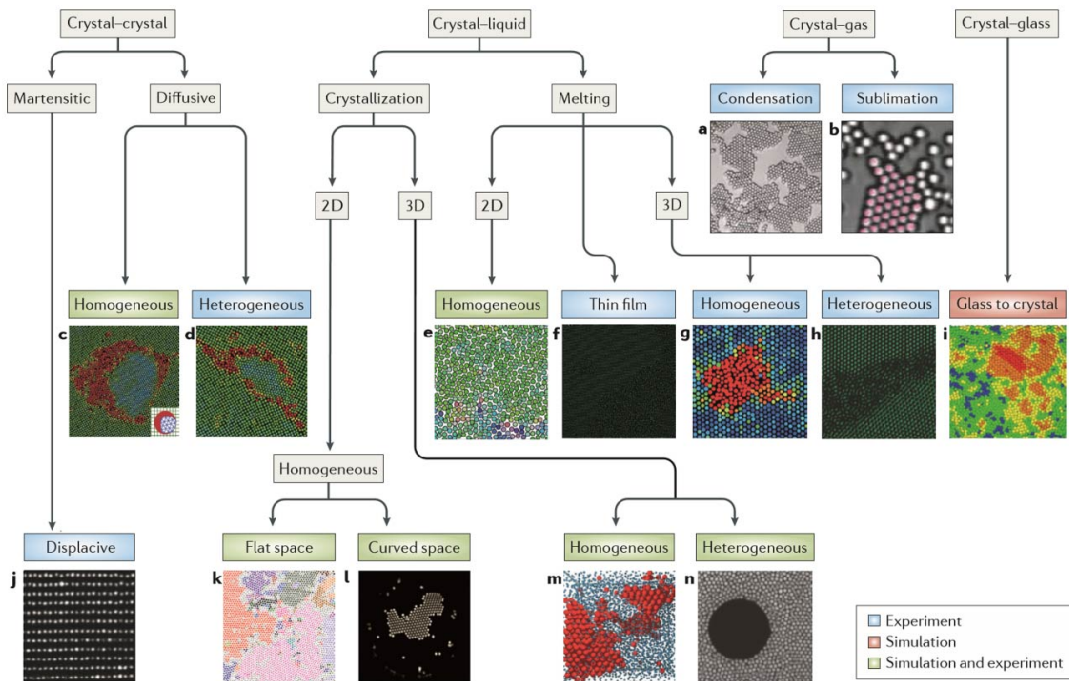 Crystal–crystal
Crystal–liquid
Crystal–gas
Crystal–glass
Martensitic
Diffusive
Crystallization
Melting
Condensation
Sublimation
a
b
2D
3D
2D
3D
Homogeneous
Heterogeneous
Homogeneous
Thin film
Homogeneous
Heterogeneous
Glass to crystal
c
d
e
f
g
h
i
Homogeneous
Displacive
Flat space
Curved space
Homogeneous
Heterogeneous
j
k
l
m
n
Experiment
Simulation
Simulation and experiment